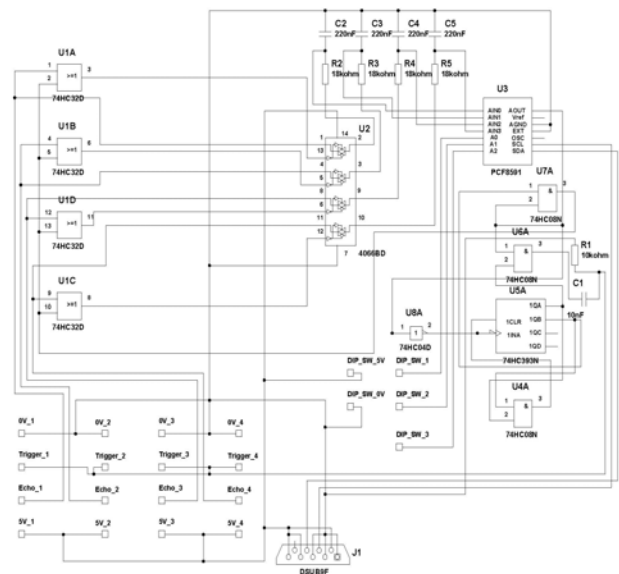 C2 C3 C4 C5
220nF 220nF 220nF 220nF
R2 R3 R4 R5
18kohm 18kohm 18kohm 18kohm
U1A
1
2
3
>=1
74HC32D
U1B
4
5
6
>=1
74HC32D
U1D
12
13
11
>=1
74HC32D
U1C
9
10
8
>=1
74HC32D
U2
1 14 2
13
4 3
5
8 9
6
11 10
12
7
4066BD
U3
AIN0 AOUT
AIN1 Vref
AIN2 AGND
AIN3 EXT
A0 OSC
A1 SCL
A2 SDA
PCF8591
U7A
1
2
3
&
74HC08N
U6A
1
2
3
&
74HC08N
R1
10kohm
C1
10nF
U5A
1QA
1CLR 1QB
1INA 1QC
1QD
74HC393N
U8A
1 1 2
74HC04D
U4A
1
2
3
&
74HC08N
DIP_SW_5V DIP_SW_1
DIP_SW_0V DIP_SW_2
DIP_SW_3
0V_1 0V_2 0V_3 0V_4
Trigger_1 Trigger_2 Trigger_3 Trigger_4
Echo_1 Echo_2 Echo_3 Echo_4
5V_1 5V_2 5V_3 5V_4
J1
DSUB9F